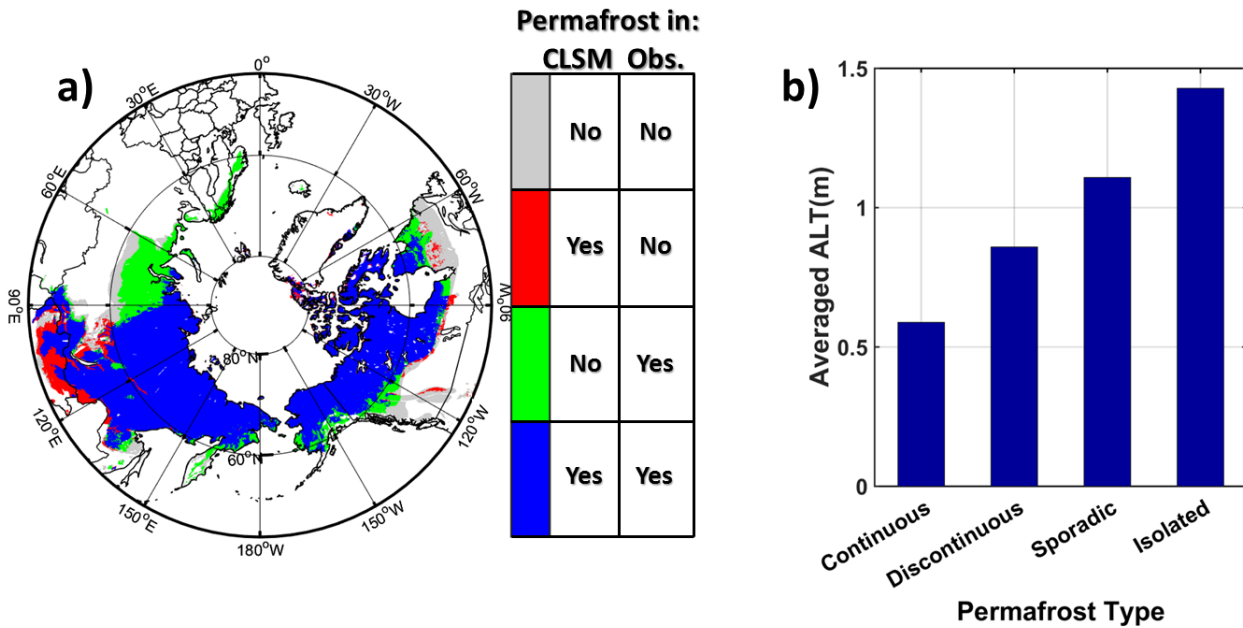 a)
0°
30°E
30°W
60°E
60°W
90°E
90°W
80°N
120°E
120°W
60°N
150°E
150°W
180°W
Permafrost in:
CLSM Obs.
No No
Yes No
No Yes
Yes Yes
b)
1.5
1
0.5
0
Averaged ALT(m)
Continuous
Discontinuous
Sporadic
Isolated
Permafrost Type